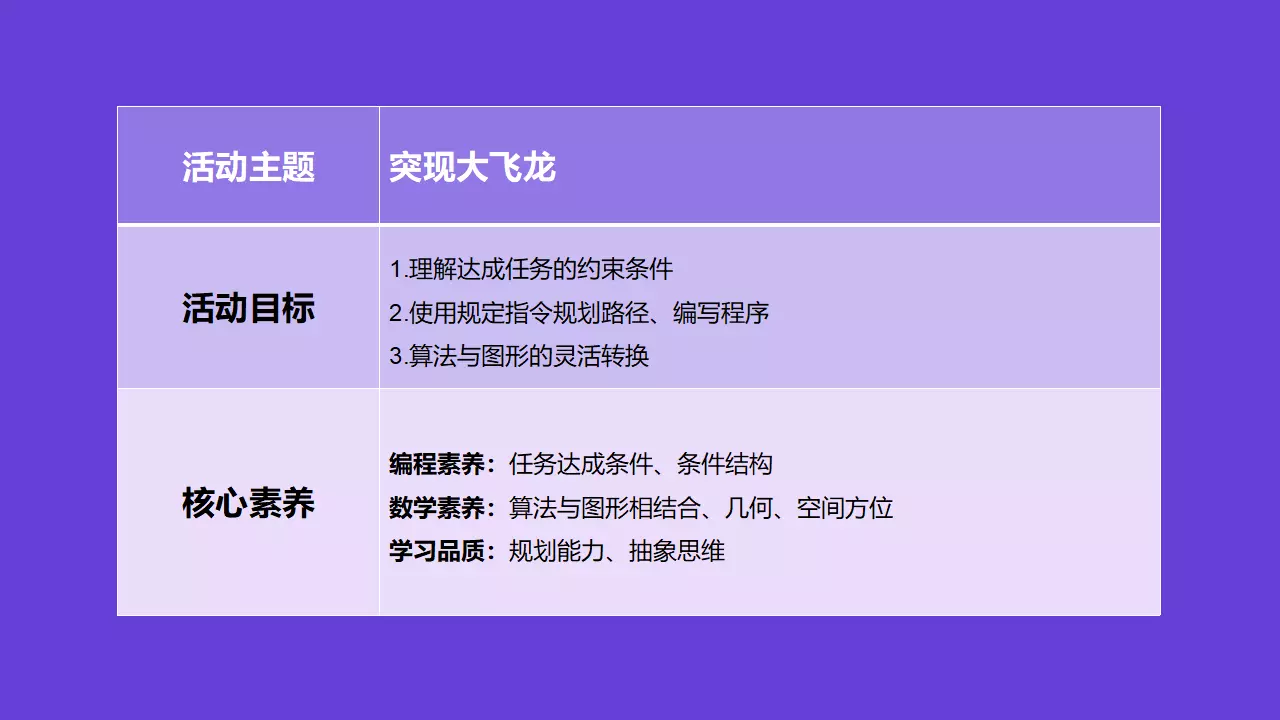 活动主题
突现大飞龙
活动目标
1.理解达成任务的约束条件
2.使用规定指令规划路径、编写程序
3.算法与图形的灵活转换
核心素养
编程素养：任务达成条件、条件结构
数学素养：算法与图形相结合、几何、空间方位
学习品质：规划能力、抽象思维